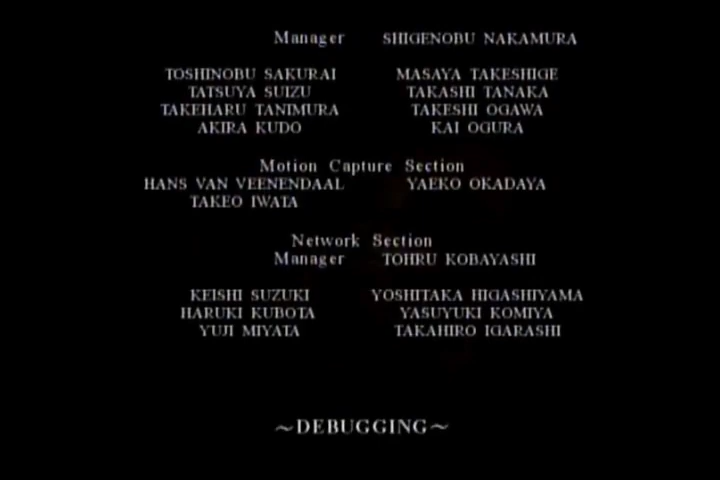 Manager SHIGENOBU NAKAMURA
TOSHINOBU SAKURAI MASAYA TAKESHIGE
TATSUYA SUIZU TAKASHI TANAKA
TAKEHARU TANIMURA TAKESHI OGAWA
AKIRA KUDO KAI OGURA
Motion Capture Section
HANS VAN VEENENDAAL YAEKO OKADAYA
TAKEO IWATA
Network Section
Manager TOHRU KOBAYASHI
KEISHI SUZUKI YOSHITAKA HIGASHIYAMA
HARUKI KUBOTA YASUYUKI KOMIYA
YUJI MIYATA TAKAHIRO IGARASHI
~DEBUGGING~